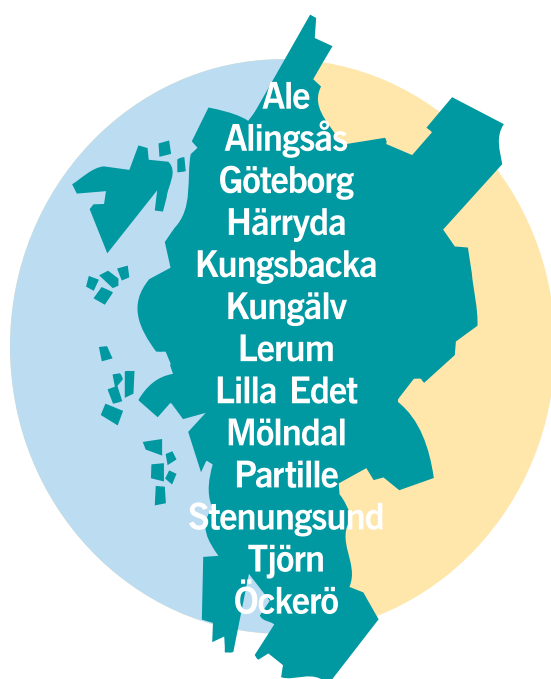 Ale
Alingsås
Göteborg
Härryda
Kungsbacka
Kungälv
Lerum
Lilla Edet
Mölndal
Partille
Stenungsund
Tjörn
Öckerö